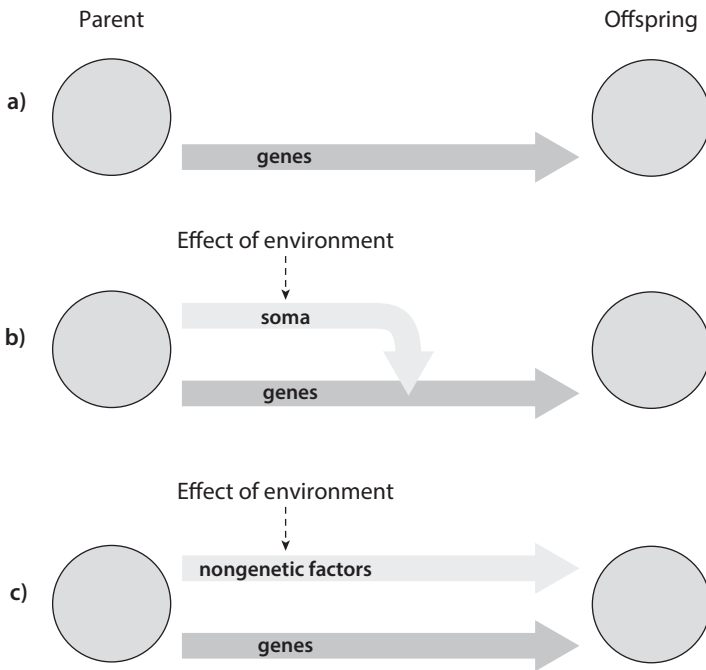 Parent Offspring
a)
genes
Effect of environment
soma
b)
genes
Effect of environment
nongenetic factors
c)
genes